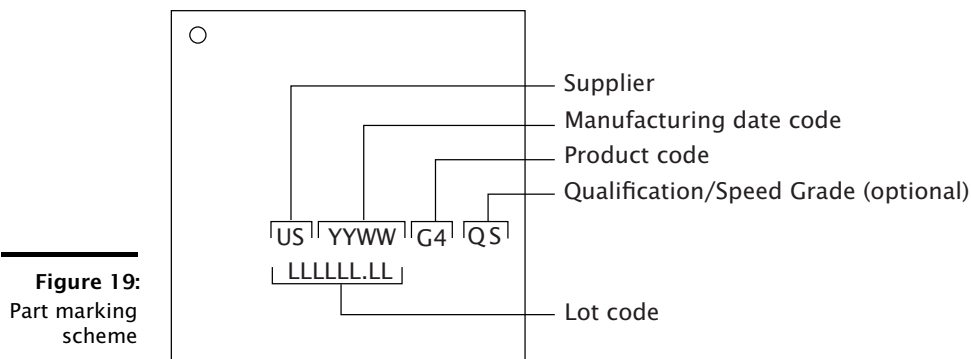 Supplier
Manufacturing date code
Product code
Qualification/Speed Grade (optional)
US YYWW G4 QS
LLLLLL.LL
Lot code
Figure 19:
Part marking
scheme